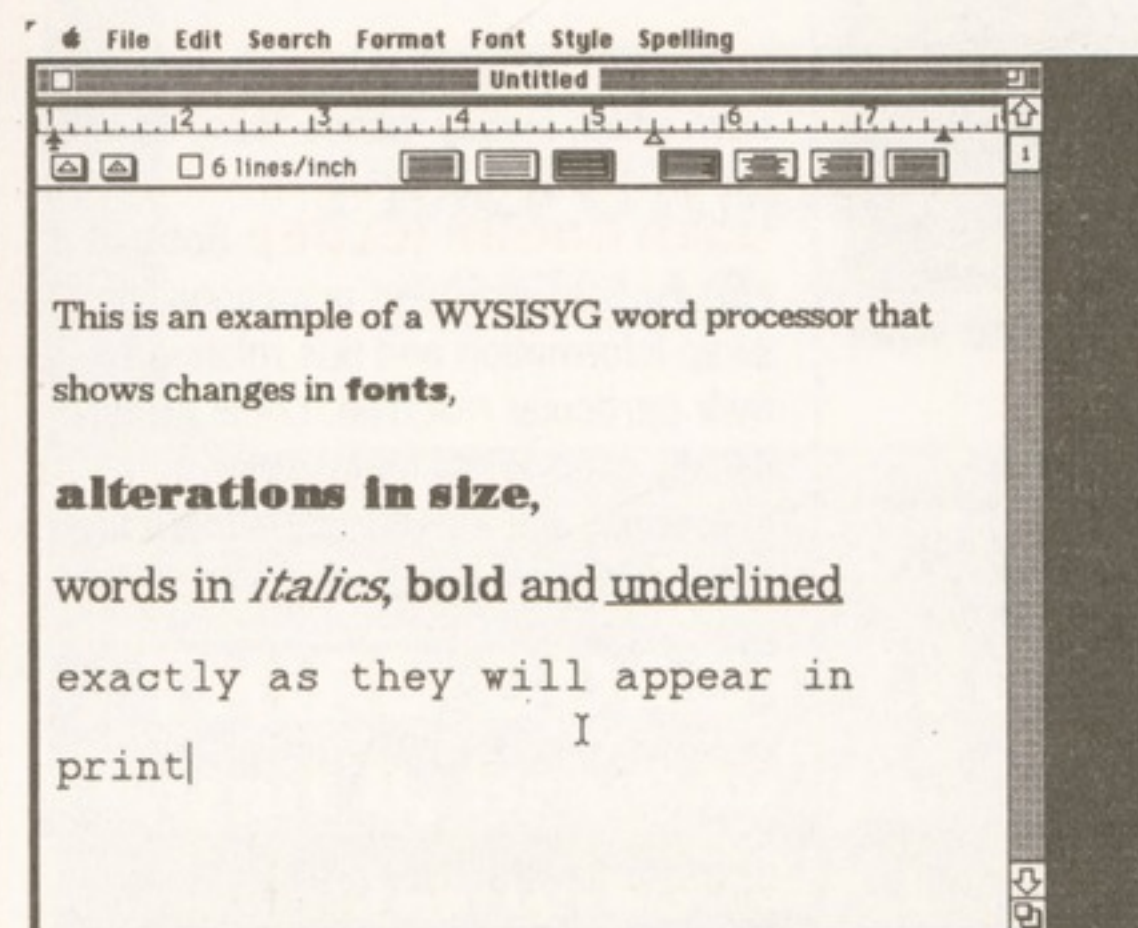 File Edit Search Format Font Style Spelling
Untitled
1 2 3 4 5 6 7
6 lines/inch
1
This is an example of a WYSISYG word processor that
shows changes in fonts,
alterations in size,
words in italics, bold and underlined
exactly as they will appear in
print